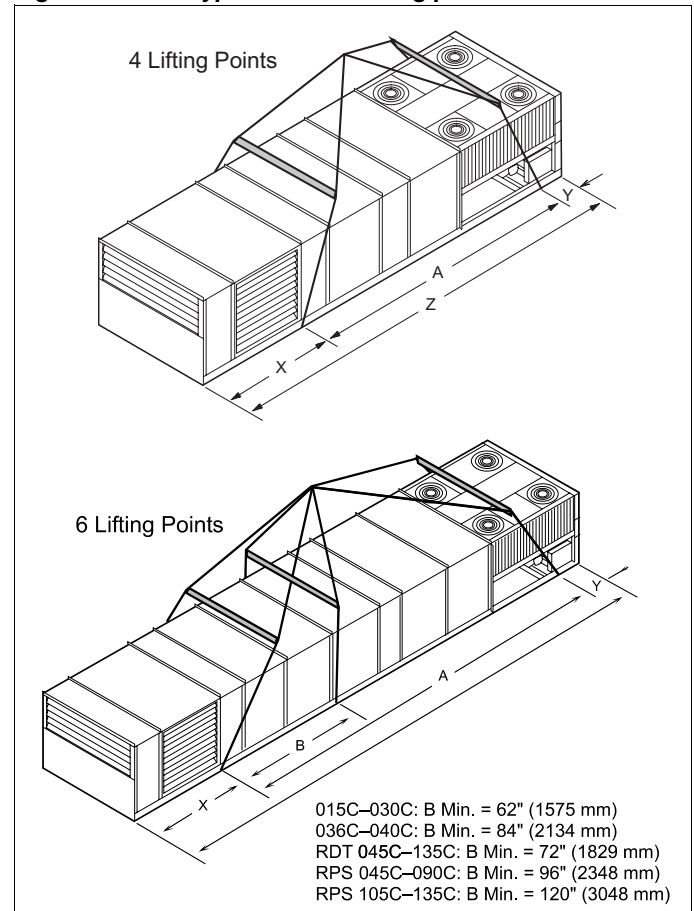 4 Lifting Points
Y
A
Z
X
6 Lifting Points
Y
A
B
X
015C–030C: B Min. = 62" (1575 mm)
036C–040C: B Min. = 84" (2134 mm)
RDT 045C–135C: B Min. = 72" (1829 mm)
RPS 045C–090C: B Min. = 96" (2348 mm)
RPS 105C–135C: B Min. = 120" (3048 mm)